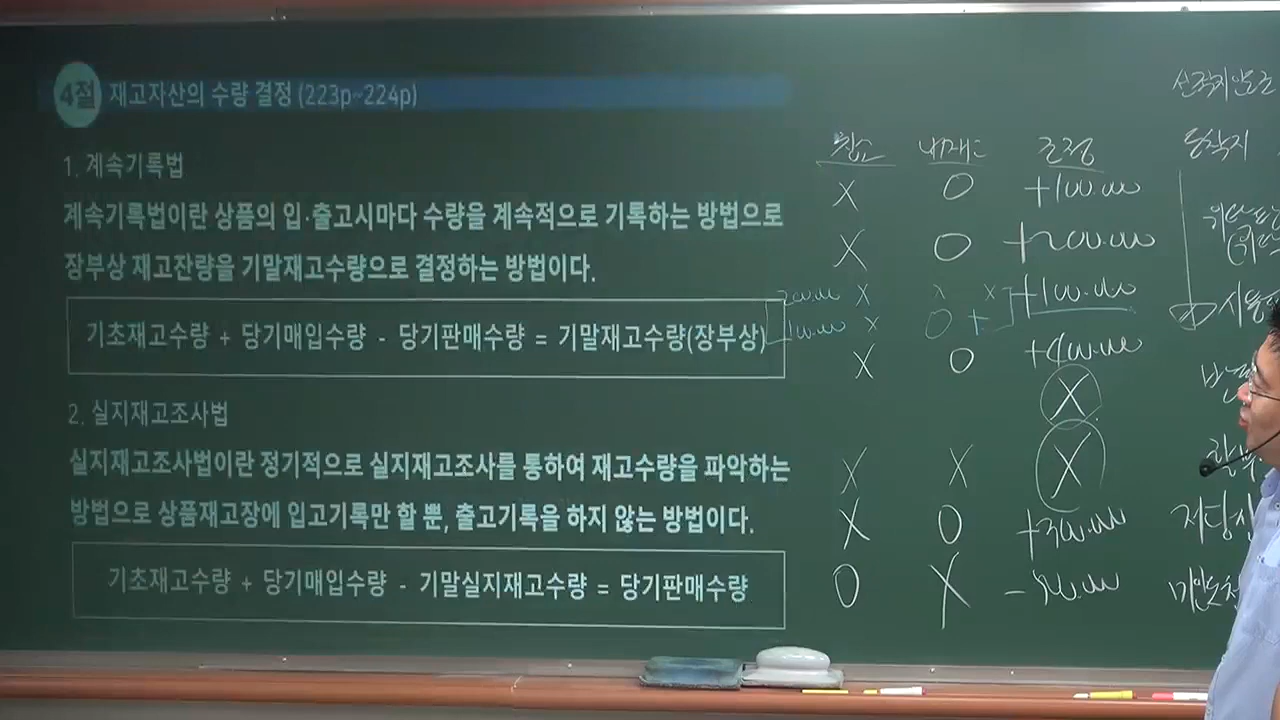 4절 재고자산의 수량 결정 (223p~224p)
1. 계속기록법
계속기록법이란 상품의 입·출고시마다 수량을 계속적으로 기록하는 방법으로
장부상 재고잔량을 기말재고수량으로 결정하는 방법이다.
기초재고수량 + 당기매입수량 - 당기판매수량 = 기말재고수량(장부상)
2. 실지재고조사법
실지재고조사법이란 정기적으로 실지재고조사를 통하여 재고수량을 파악하는
방법으로 상품재고장에 입고기록만 할 뿐, 출고기록을 하지 않는 방법이다.
기초재고수량 + 당기매입수량 - 기말실지재고수량 = 당기판매수량
창고 조정
X O +100.000
X O +200.000
200.000 X X X +100.000
100.000 X O +
X O +400.000
X
X X X
X O +300.000
O X
선적지인도
도착지